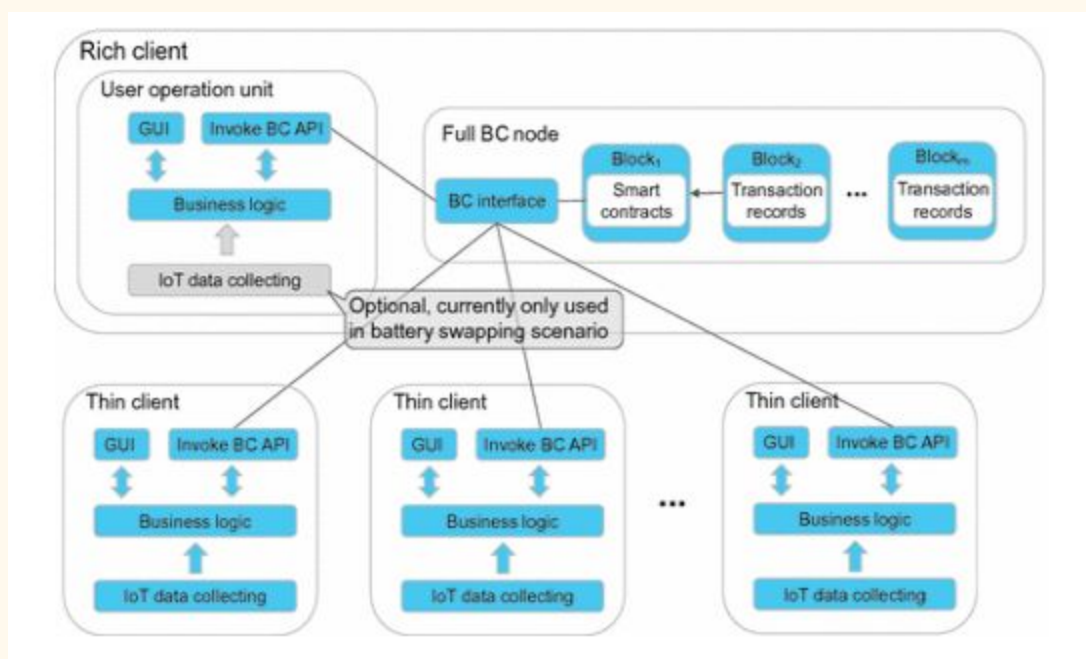 Rich client
User operation unit
GUI
Invoke BC API
Business logic
IoT data collecting
Full BC node
BC interface
Block₁
Smart
contracts
Block₂
Transaction
records
...
Blockₘ
Transaction
records
Optional, currently only used
in battery swapping scenario
Thin client
GUI
Invoke BC API
Business logic
IoT data collecting
Thin client
GUI
Invoke BC API
Business logic
IoT data collecting
...
Thin client
GUI
Invoke BC API
Business logic
IoT data collecting